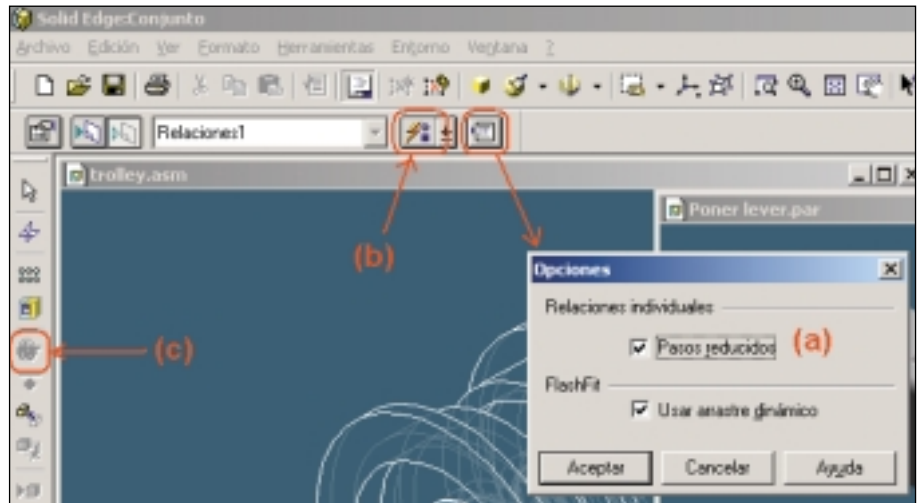 Solid Edge:Conjunto
Archivo Edición Ver Formato Herramientas Entorno Ventana ?
Relaciones1
trolley.asm
Poner lever.par
(b)
Opciones
Relaciones individuales
Pasos reducidos
(a)
(c)
FlashFit
Usar arrastre dinámico
Aceptar Cancelar Ayuda